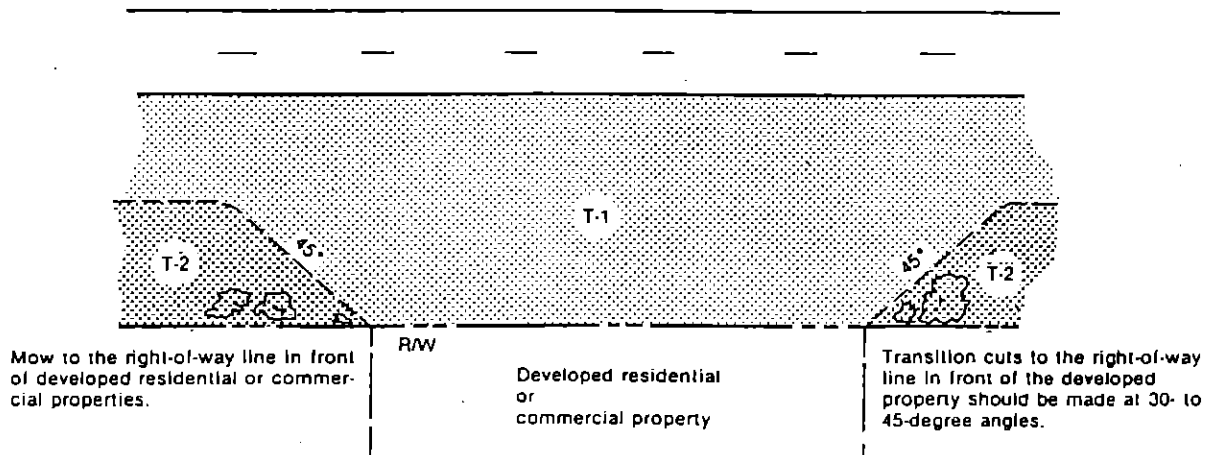 T-1
45°
45°
T-2
T-2
R/W
Mow to the right-of-way line in front
of developed residential or commer-
cial properties.
Developed residential
or
commercial property
Transition cuts to the right-of-way
line in front of the developed
property should be made at 30- to
45-degree angles.